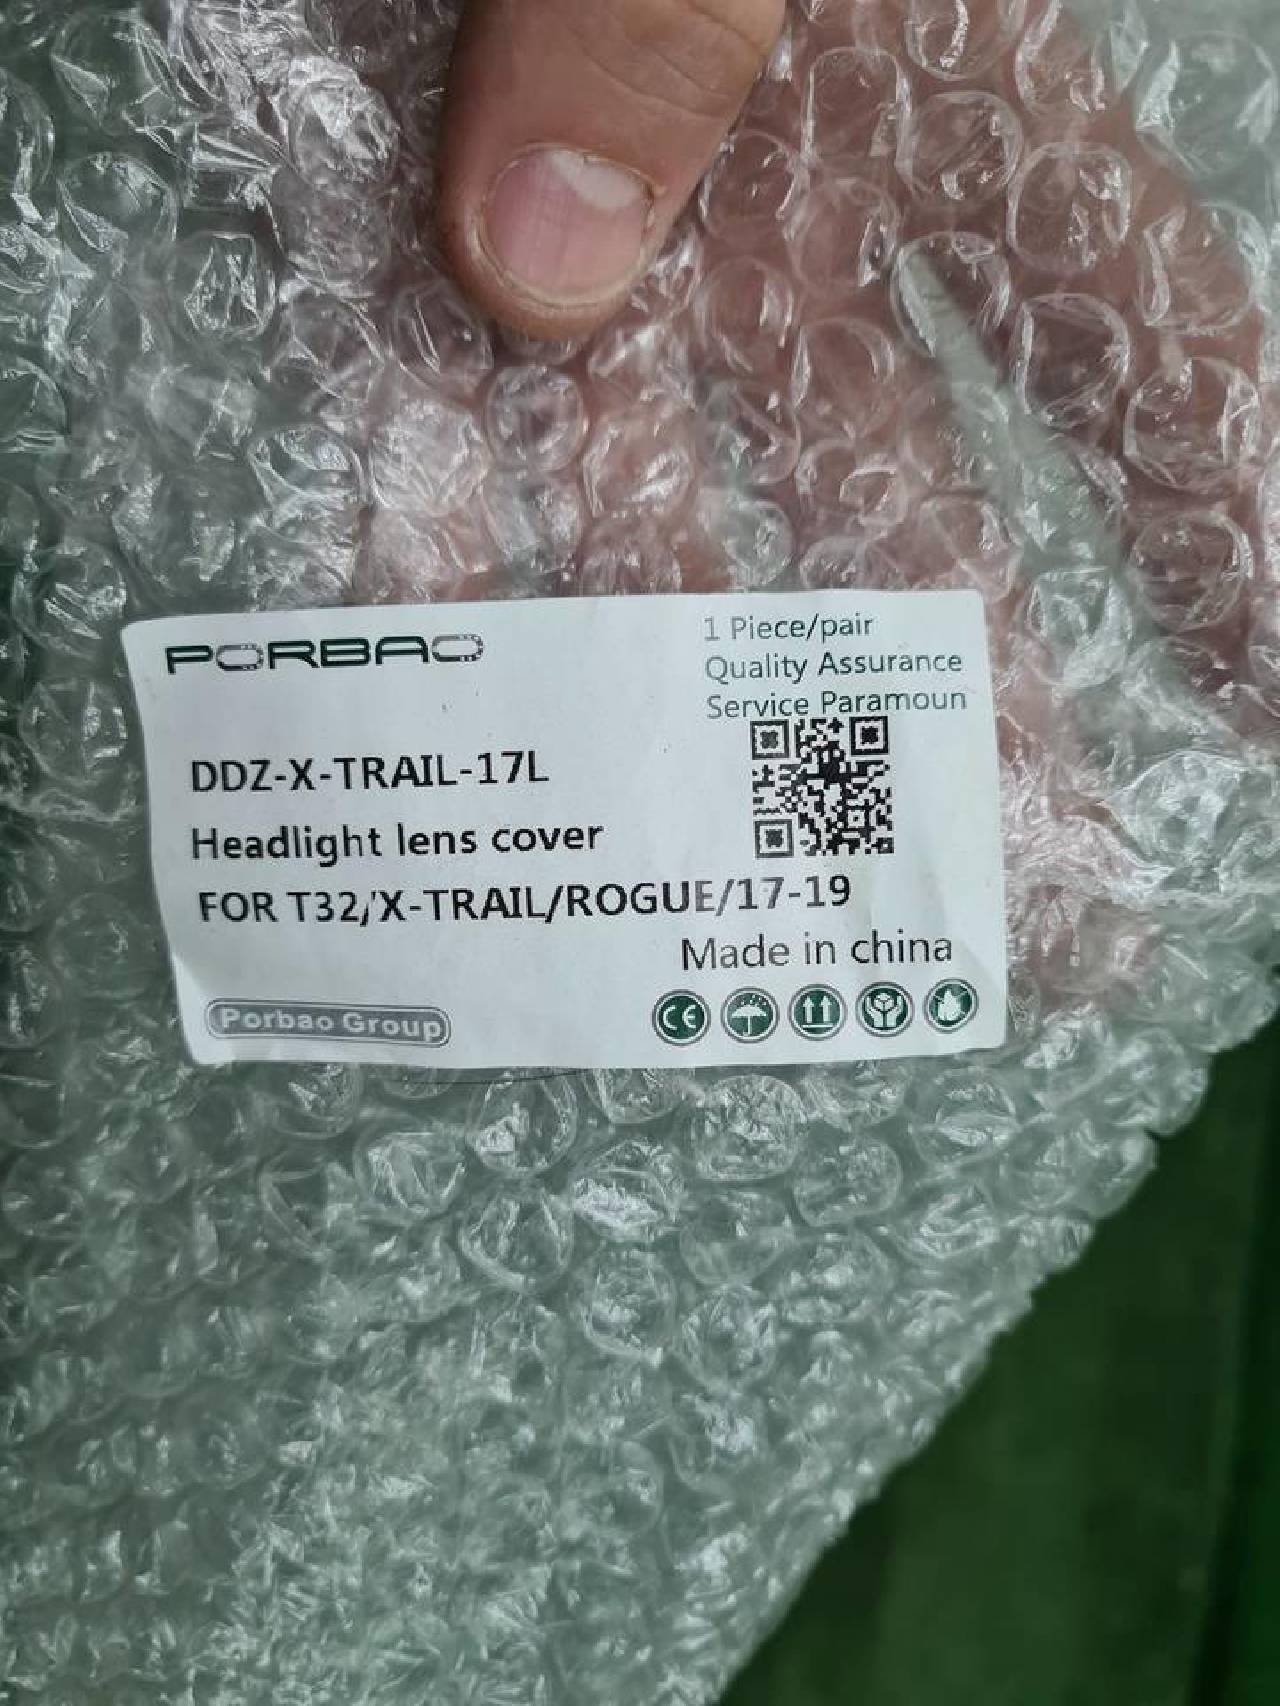 PORBAO
1 Piece/pair
Quality Assurance
Service Paramoun
DDZ-X-TRAIL-17L
Headlight lens cover
FOR T32/X-TRAIL/ROGUE/17-19
Made in china
Porbao Group
CE